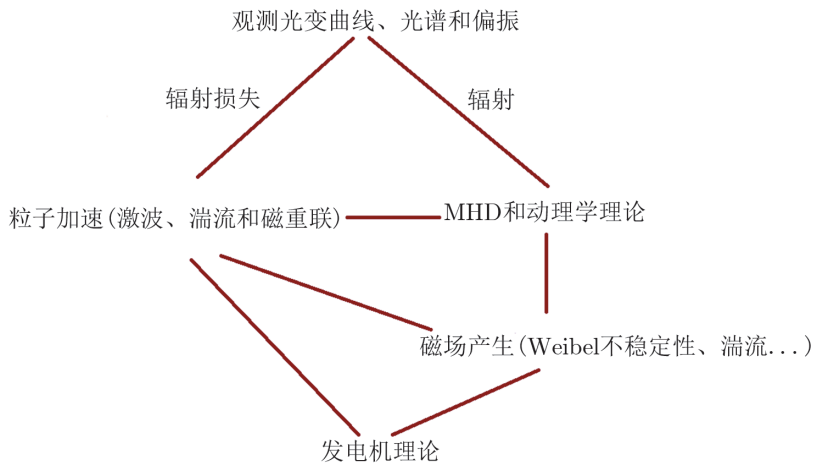 观测光变曲线、光谱和偏振
辐射损失
辐射
粒子加速(激波、湍流和磁重联)
MHD和动理学理论
磁场产生(Weibel不稳定性、湍流...)
发电机理论